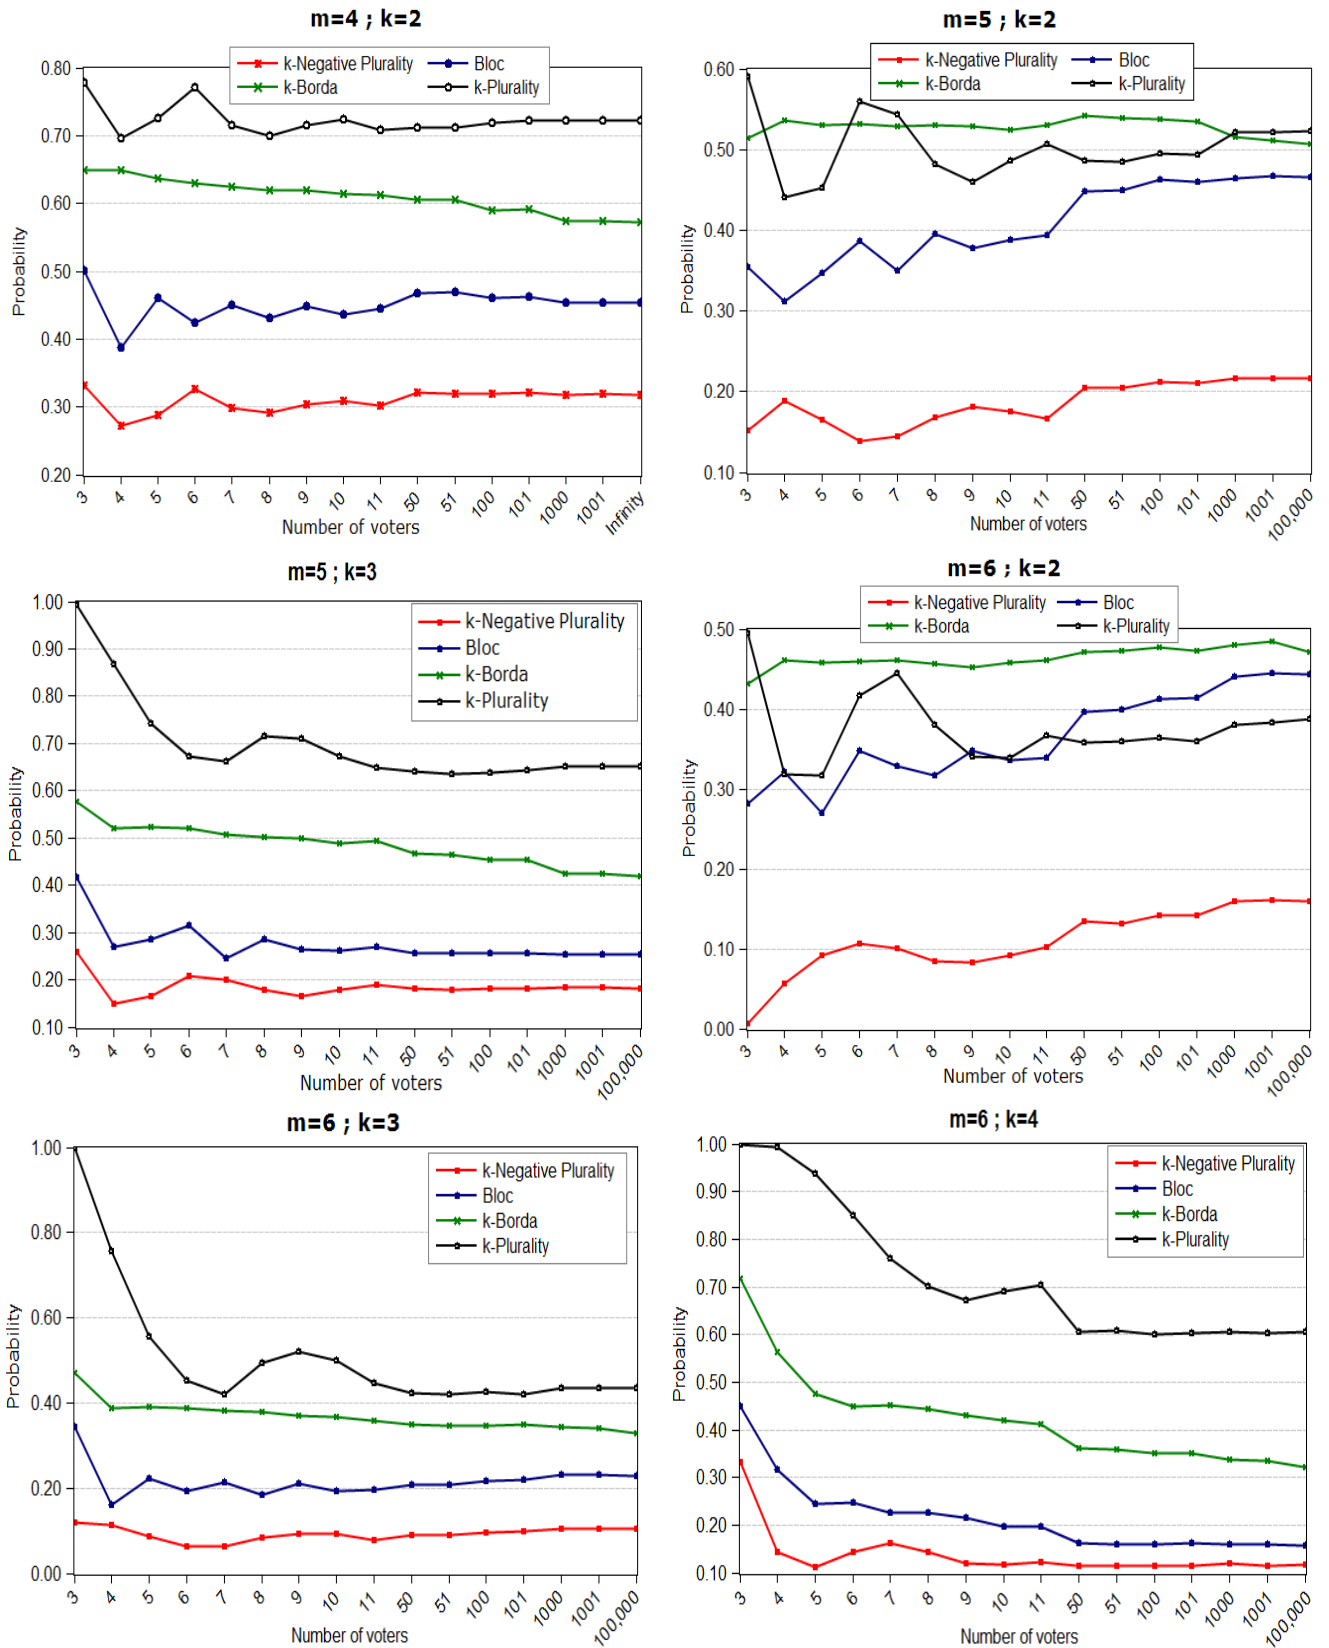 m=4 ; k=2
k-Negative Plurality
Bloc
k-Borda
k-Plurality
0.80
0.70
0.60
0.50
0.40
0.30
0.20
Probability
3 4 5 6 7 8 9 10 11 50 51 100 101 1000 1001 Infinity
Number of voters
m=5 ; k=2
k-Negative Plurality
Bloc
k-Borda
k-Plurality
0.60
0.50
0.40
0.30
0.20
0.10
Probability
3 4 5 6 7 8 9 10 11 50 51 100 101 1000 1001 100,000
Number of voters
m=5 ; k=3
k-Negative Plurality
Bloc
k-Borda
k-Plurality
1.00
0.90
0.80
0.70
0.60
0.50
0.40
0.30
0.20
0.10
Probability
3 4 5 6 7 8 9 10 11 50 51 100 101 1000 1001 100,000
Number of voters
m=6 ; k=2
k-Negative Plurality
Bloc
k-Borda
k-Plurality
0.50
0.40
0.30
0.20
0.10
0.00
Probability
3 4 5 6 7 8 9 10 11 50 51 100 101 1000 1001 100,000
Number of voters
m=6 ; k=3
k-Negative Plurality
Bloc
k-Borda
k-Plurality
1.00
0.80
0.60
0.40
0.20
0.00
Probability
3 4 5 6 7 8 9 10 11 50 51 100 101 1000 1001 100,000
Number of voters
m=6 ; k=4
k-Negative Plurality
Bloc
k-Borda
k-Plurality
1.00
0.90
0.80
0.70
0.60
0.50
0.40
0.30
0.20
0.10
Probability
3 4 5 6 7 8 9 10 11 50 51 100 101 1000 1001 100,000
Number of voters